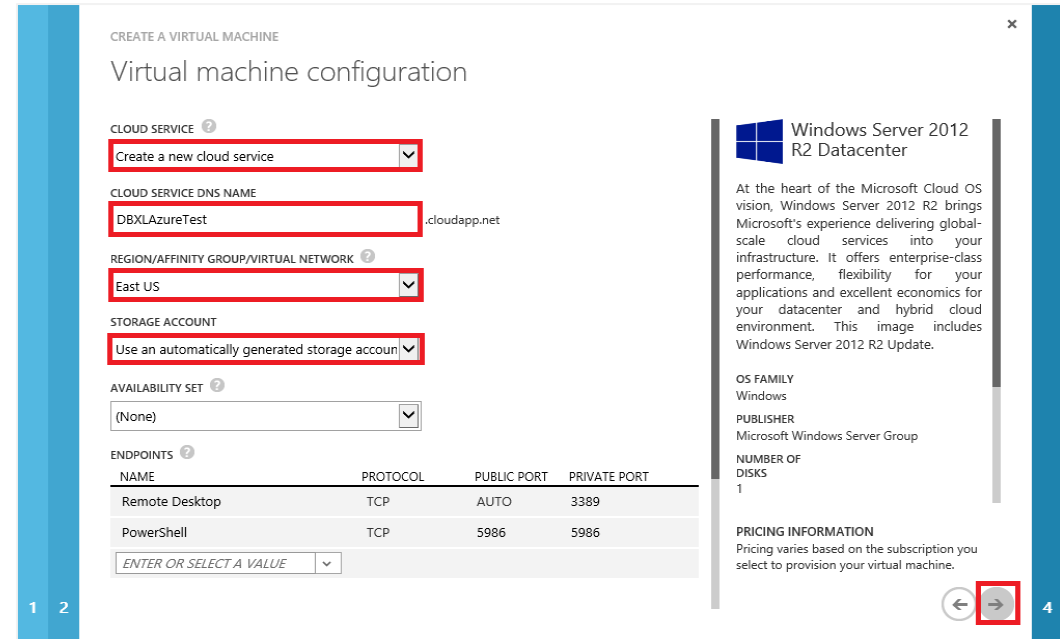 CREATE A VIRTUAL MACHINE
×
Virtual machine configuration
CLOUD SERVICE ?
Create a new cloud service
CLOUD SERVICE DNS NAME
DBXLAzureTest .cloudapp.net
REGION/AFFINITY GROUP/VIRTUAL NETWORK ?
East US
STORAGE ACCOUNT
Use an automatically generated storage accoun
AVAILABILITY SET ?
(None)
ENDPOINTS ?
NAME PROTOCOL PUBLIC PORT PRIVATE PORT
Remote Desktop TCP AUTO 3389
PowerShell TCP 5986 5986
ENTER OR SELECT A VALUE
Windows Server 2012
R2 Datacenter
At the heart of the Microsoft Cloud OS
vision, Windows Server 2012 R2 brings
Microsoft's experience delivering global-
scale cloud services into your
infrastructure. It offers enterprise-class
performance, flexibility for your
applications and excellent economics for
your datacenter and hybrid cloud
environment. This image includes
Windows Server 2012 R2 Update.
OS FAMILY
Windows
PUBLISHER
Microsoft Windows Server Group
NUMBER OF
DISKS
1
PRICING INFORMATION
Pricing varies based on the subscription you
select to provision your virtual machine.
1 2 4